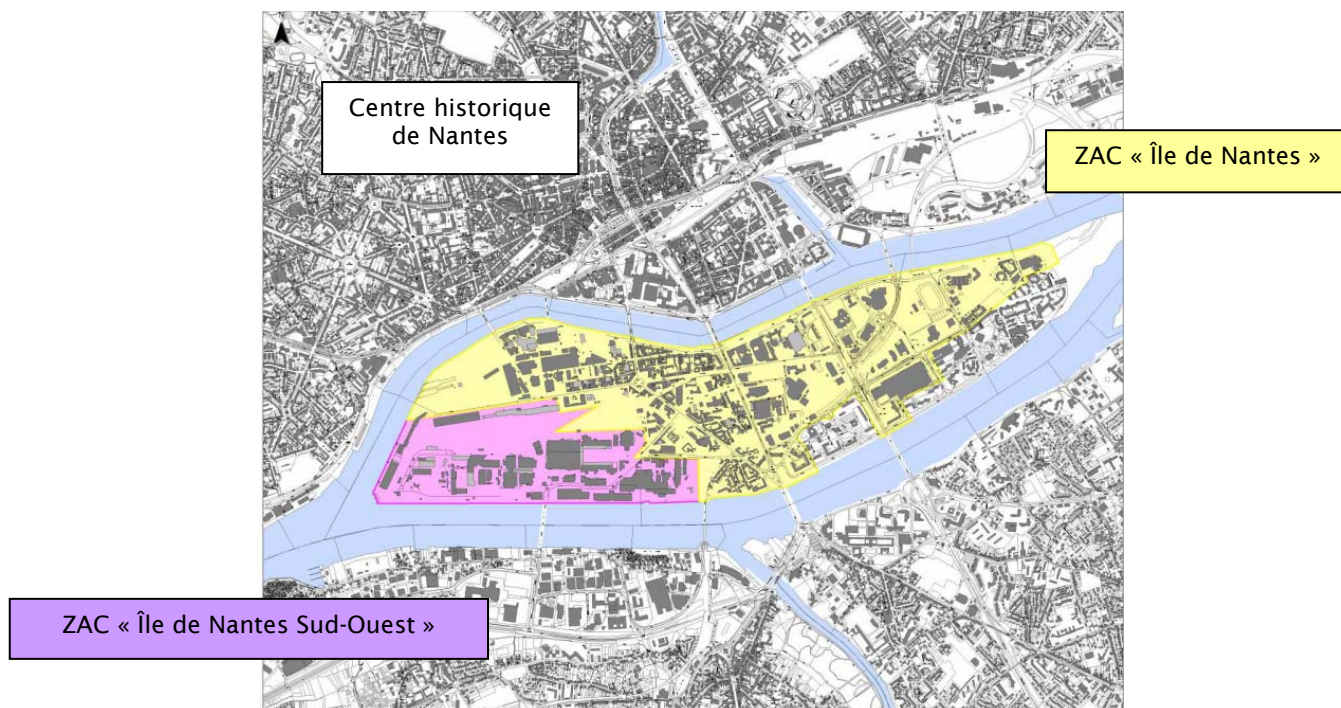 Centre historique
de Nantes
ZAC « Île de Nantes »
ZAC « Île de Nantes Sud-Ouest »